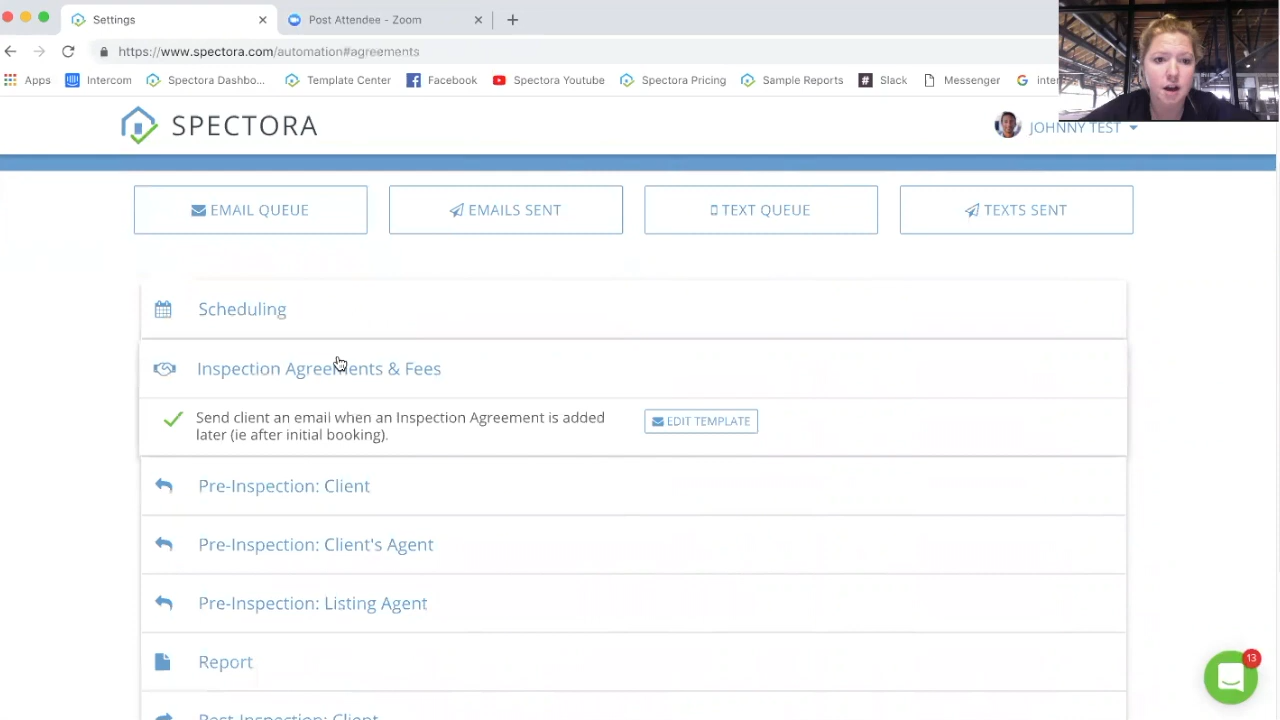 Settings
Post Attendee - Zoom
https://www.spectora.com/automation#agreements
Apps
Intercom
Spectora Dashbo...
Template Center
Facebook
Spectora Youtube
Spectora Pricing
Sample Reports
Slack
Messenger
SPECTORA
JOHNNY TEST
EMAIL QUEUE
EMAILS SENT
TEXT QUEUE
TEXTS SENT
Scheduling
Inspection Agreements & Fees
Send client an email when an Inspection Agreement is added
later (ie after initial booking).
EDIT TEMPLATE
Pre-Inspection: Client
Pre-Inspection: Client's Agent
Pre-Inspection: Listing Agent
Report
Post-Inspection: Client
13